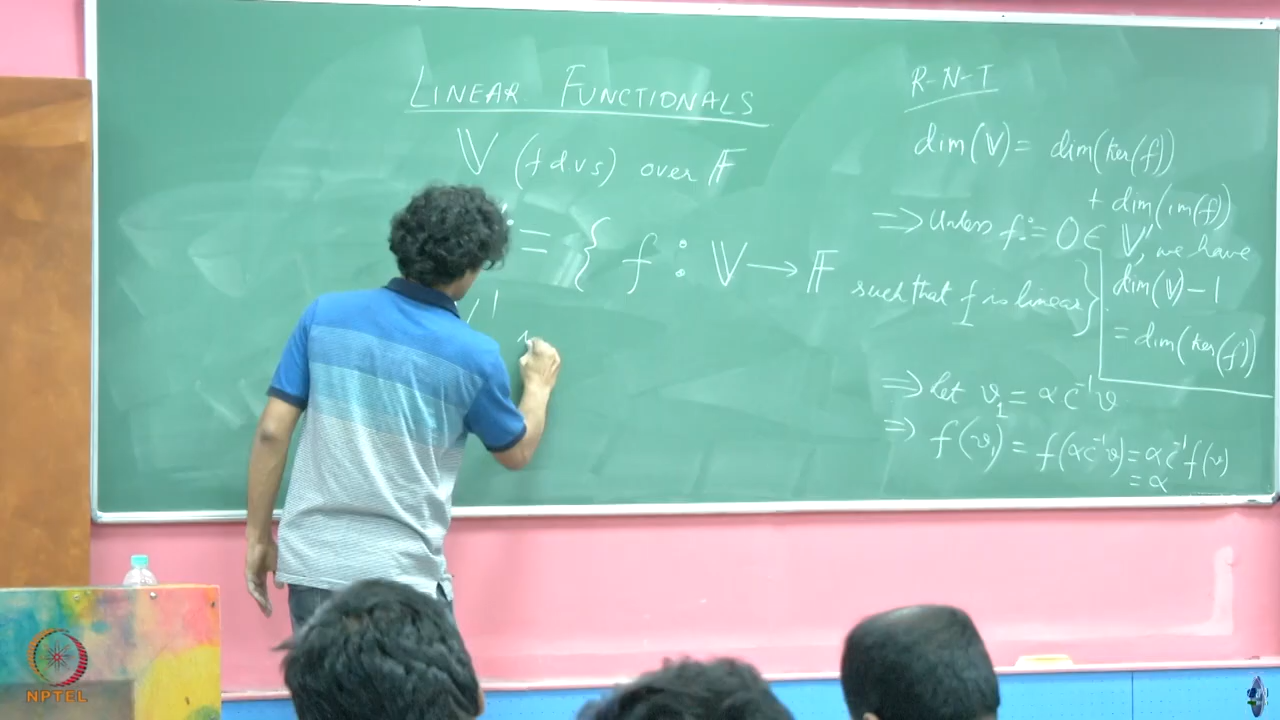 LINEAR FUNCTIONALS
𝕍 (fdvs) over 𝔽
:= { f : 𝕍 → 𝔽
such that f is linear }
R-N-T
dim(𝕍) = dim(ker(f))
+ dim(im(f))
⇒ Unless f := 0 ∈ 𝕍', we have
dim(𝕍) - 1
= dim(ker(f))
⇒ Let v₁ = αc⁻¹v
⇒ f(v₁) = f(αc⁻¹v) = αc⁻¹f(v)
= α
NPTEL